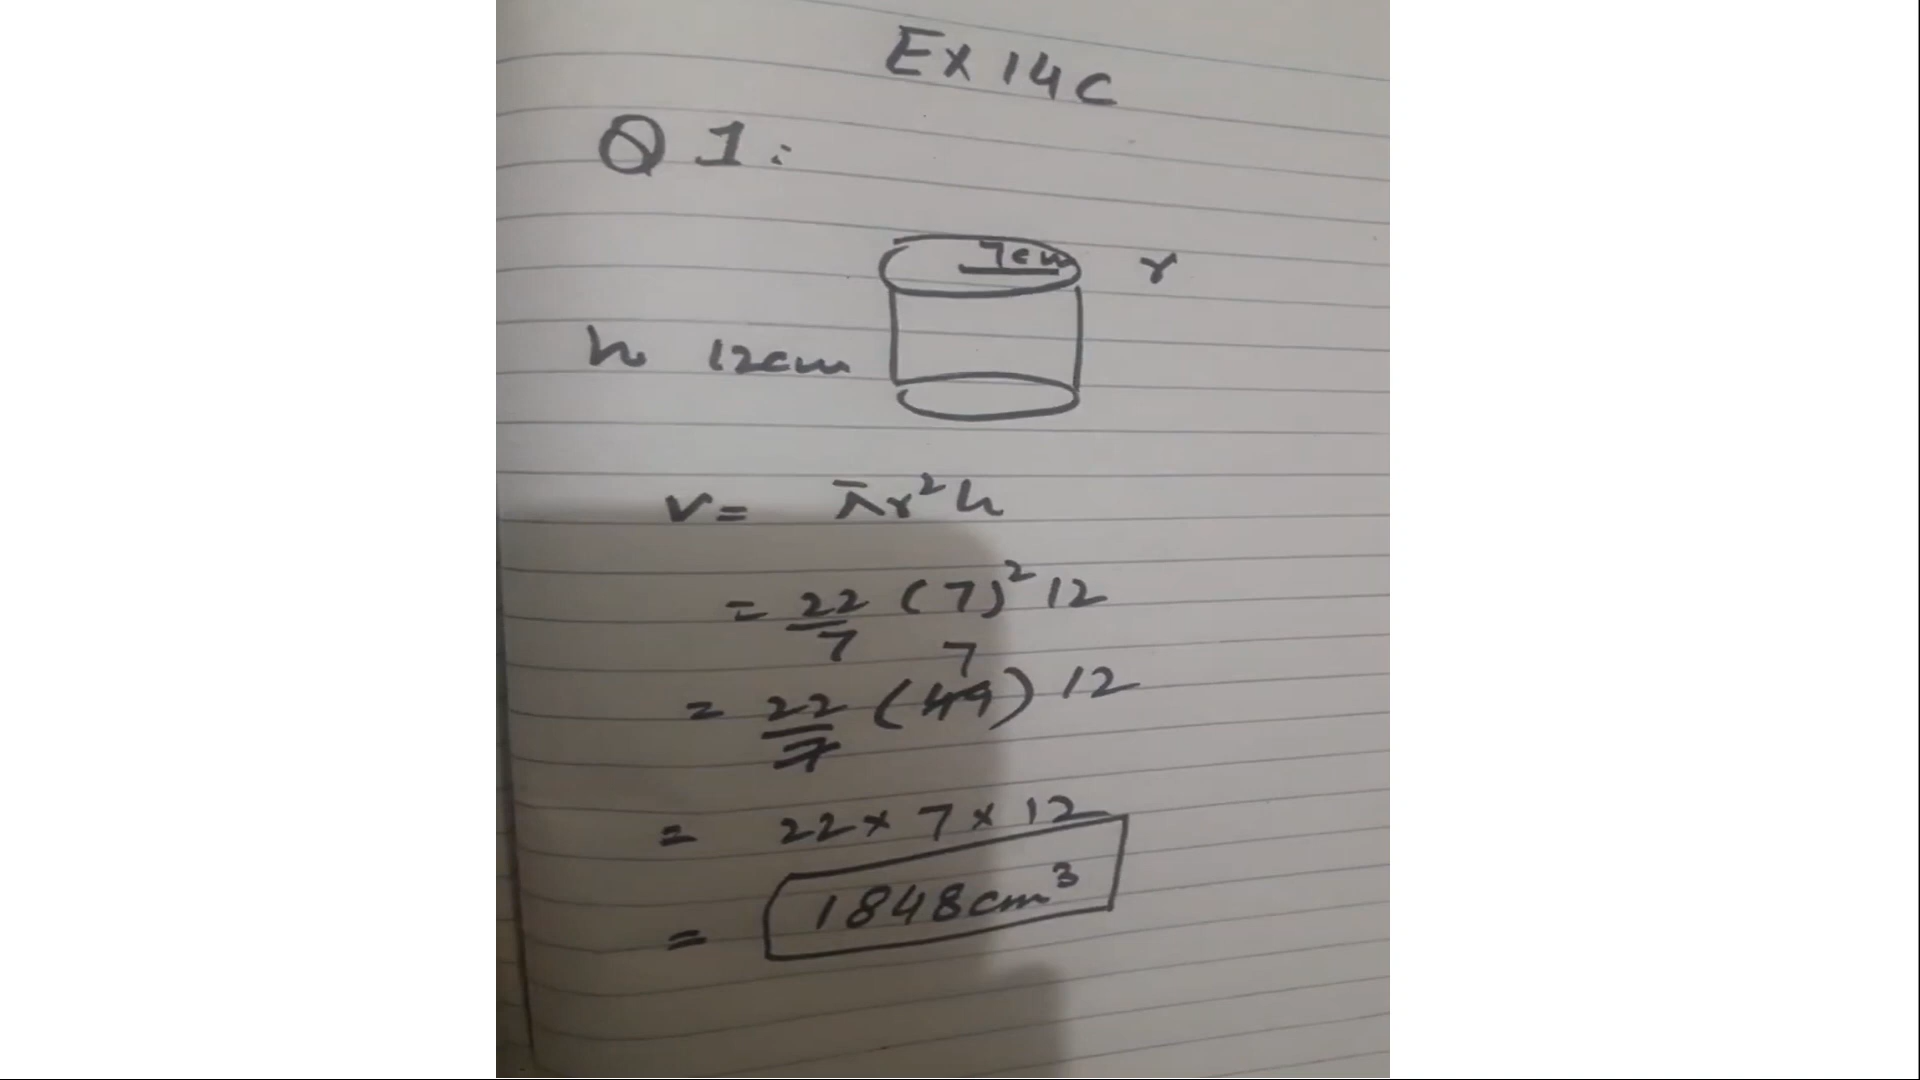 Ex 14c
Q 1:
7cm r
h 12cm
V = πr²h
= 22/7 (7)² 12
7
= 22/7 (49) 12
= 22 x 7 x 12
= 1848cm³